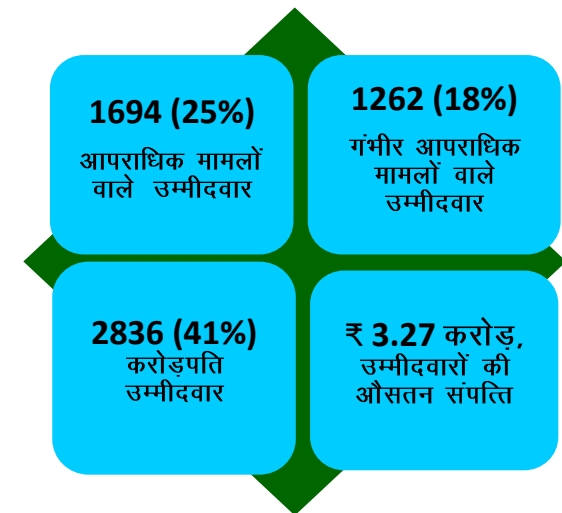 1694 (25%)
आपराधिक मामलों
वाले उम्मीदवार
1262 (18%)
गंभीर आपराधिक
मामलों वाले
उम्मीदवार
2836 (41%)
करोड़पति
उम्मीदवार
₹ 3.27 करोड़,
उम्मीदवारों की
औसतन संपत्ति